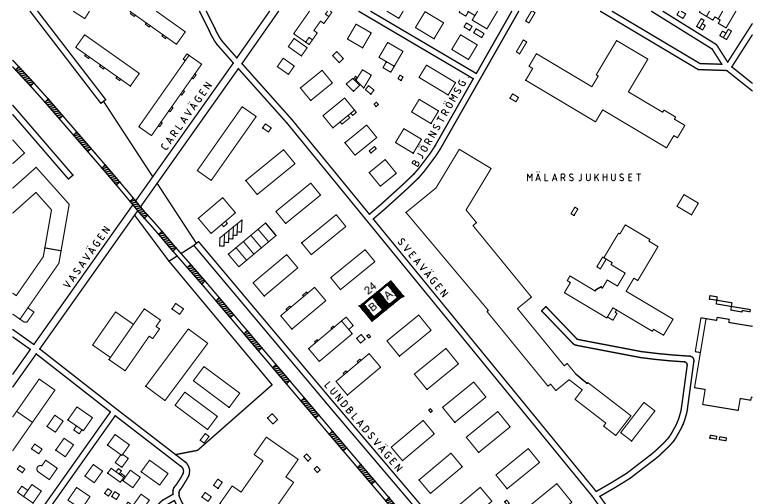 CARLAVÄGEN
BJÖRNSTRÖMSG
MÄLARSJUKHUSET
VASAVÄGEN
SVEAVÄGEN
24
B A
LUNDBLADSVÄGEN